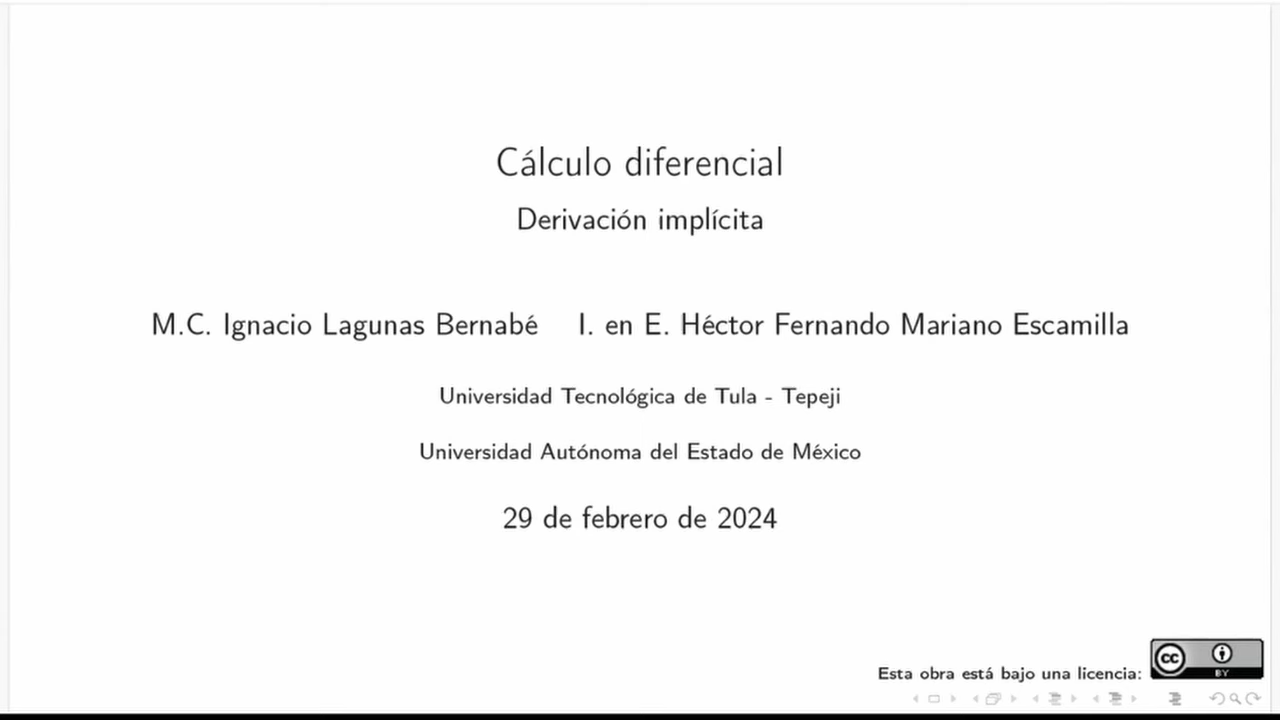 Cálculo diferencial
Derivación implícita
M.C. Ignacio Lagunas Bernabé I. en E. Héctor Fernando Mariano Escamilla
Universidad Tecnológica de Tula - Tepeji
Universidad Autónoma del Estado de México
29 de febrero de 2024
Esta obra está bajo una licencia:
cc
BY